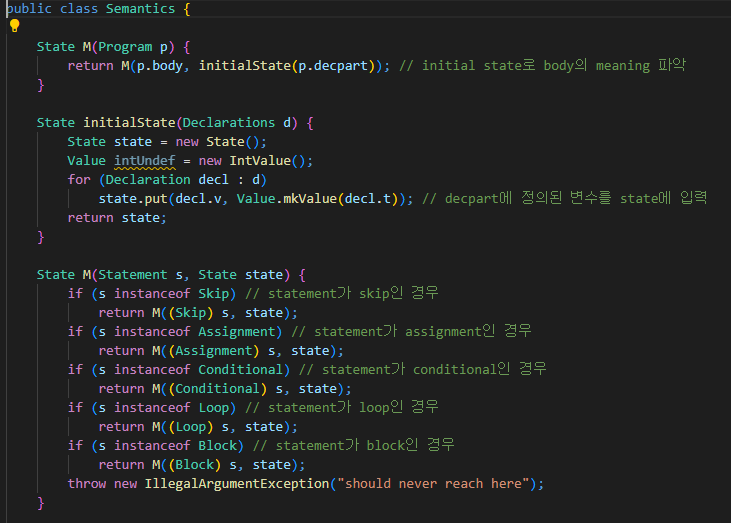 public class Semantics {
State M(Program p) {
return M(p.body, initialState(p.decpart)); // initial state로 body의 meaning 파악
}
State initialState(Declarations d) {
State state = new State();
Value intUndef = new IntValue();
for (Declaration decl : d)
state.put(decl.v, Value.mkValue(decl.t)); // decpart에 정의된 변수를 state에 입력
return state;
}
State M(Statement s, State state) {
if (s instanceof Skip) // statement가 skip인 경우
return M((Skip) s, state);
if (s instanceof Assignment) // statement가 assignment인 경우
return M((Assignment) s, state);
if (s instanceof Conditional) // statement가 conditional인 경우
return M((Conditional) s, state);
if (s instanceof Loop) // statement가 loop인 경우
return M((Loop) s, state);
if (s instanceof Block) // statement가 block인 경우
return M((Block) s, state);
throw new IllegalArgumentException("should never reach here");
}